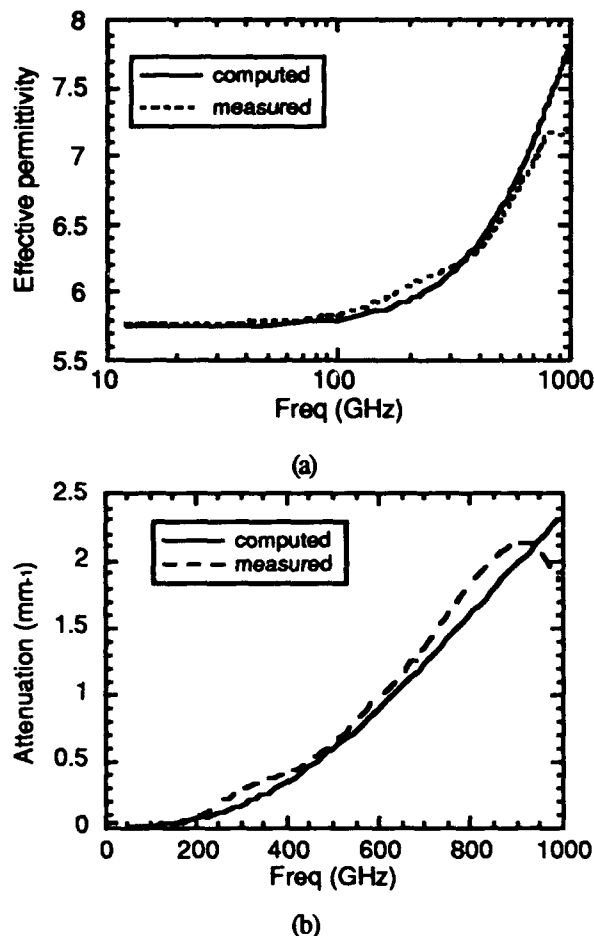 8
7.5
7
6.5
6
5.5
Effective permittivity
computed
measured
10
100
1000
Freq (GHz)
(a)
2.5
2
1.5
1
0.5
0
Attenuation (mm-1)
computed
measured
0
200
400
600
800
1000
Freq (GHz)
(b)